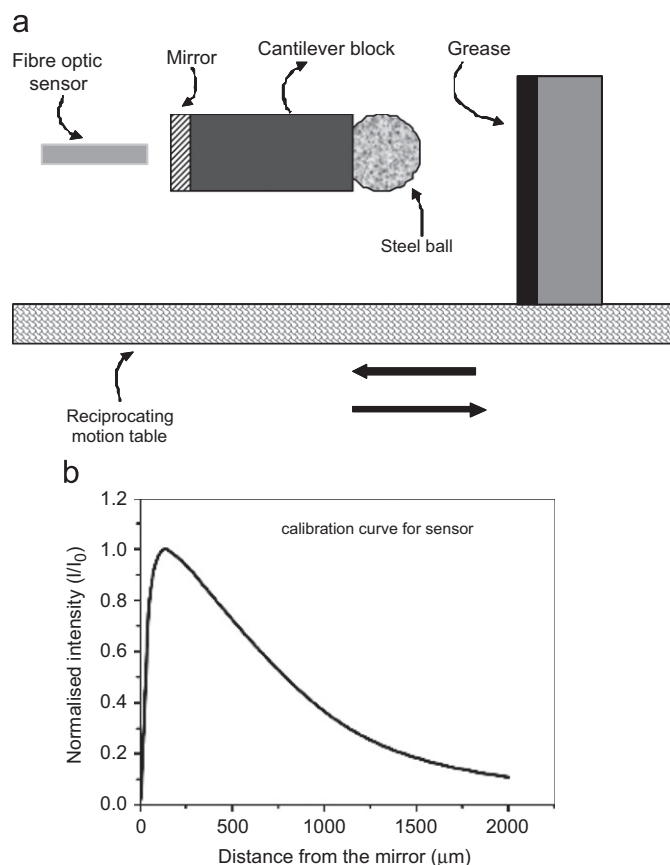 a
Cantilever block
Grease
Fibre optic
sensor
Mirror
Steel ball
Reciprocating
motion table
b
1.2
calibration curve for sensor
1.0
0.8
0.6
0.4
0.2
0.0
Normalised intensity (I/I₀)
0
500
1000
1500
2000
Distance from the mirror (μm)